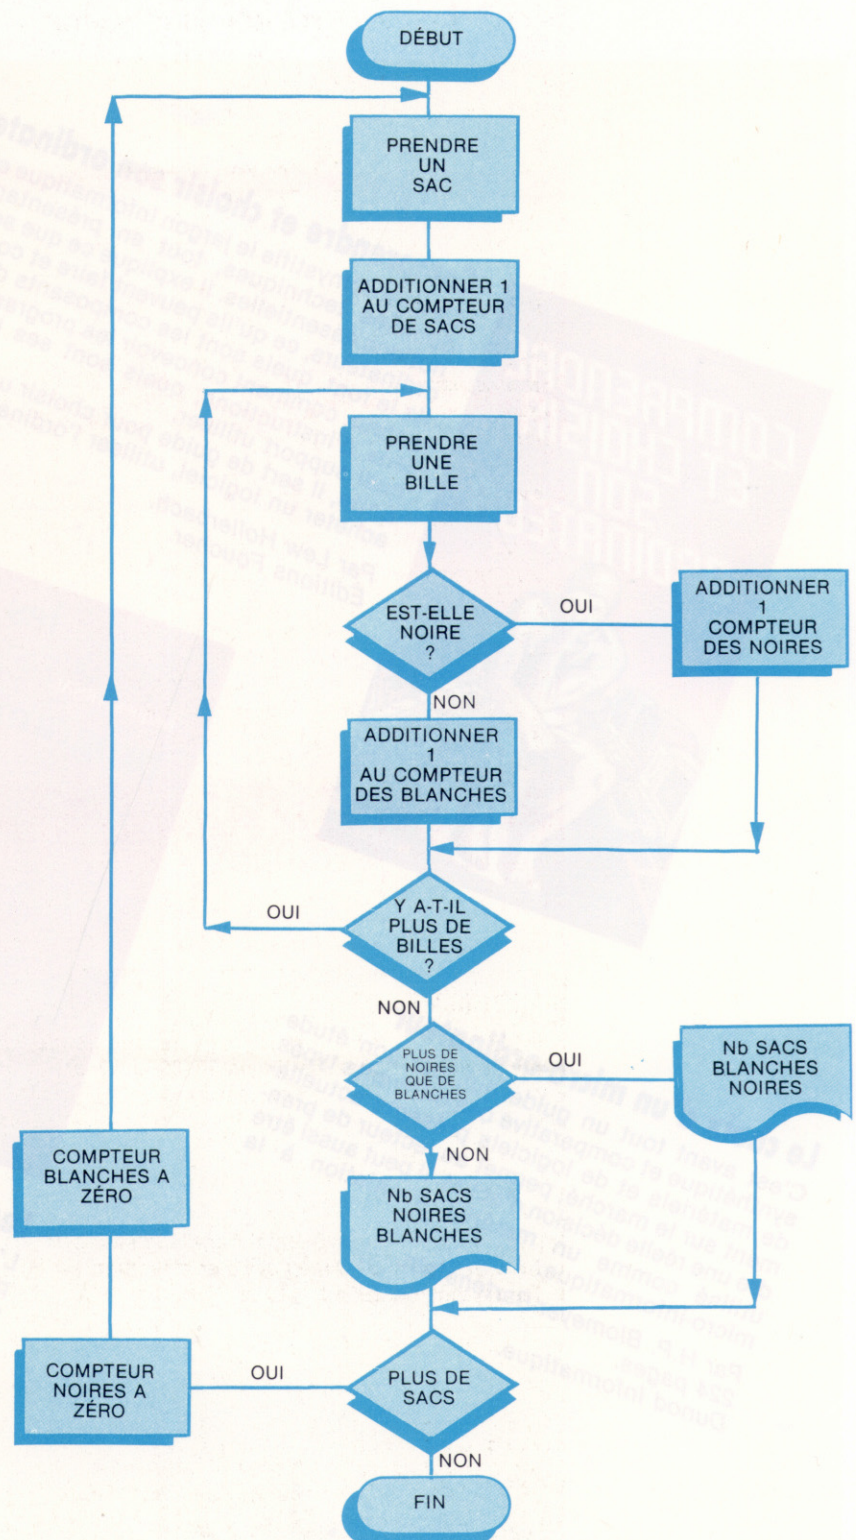 DÉBUT
PRENDRE
UN
SAC
ADDITIONNER 1
AU COMPTEUR
DE SACS
PRENDRE
UNE
BILLE
EST-ELLE
NOIRE
?
OUI
ADDITIONNER
1
COMPTEUR
DES NOIRES
NON
ADDITIONNER
1
AU COMPTEUR
DES BLANCHES
Y A-T-IL
PLUS DE
BILLES
?
OUI
NON
PLUS DE
NOIRES
QUE DE
BLANCHES
OUI
Nb SACS
BLANCHES
NOIRES
NON
Nb SACS
NOIRES
BLANCHES
COMPTEUR
BLANCHES A
ZÉRO
PLUS DE
SACS
OUI
COMPTEUR
NOIRES A
ZÉRO
NON
FIN